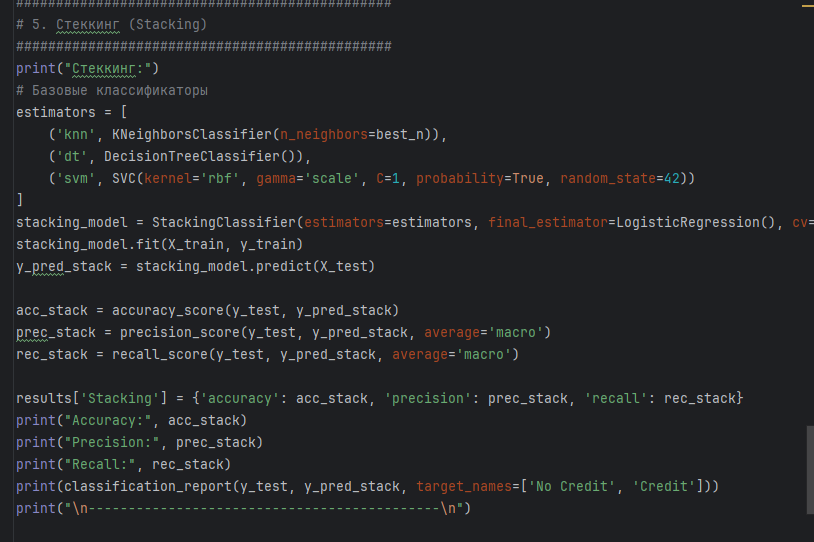 ###############################################
# 5. Стеккинг (Stacking)
###############################################
print("Стеккинг:")
# Базовые классификаторы
estimators = [
    ('knn', KNeighborsClassifier(n_neighbors=best_n)),
    ('dt', DecisionTreeClassifier()),
    ('svm', SVC(kernel='rbf', gamma='scale', C=1, probability=True, random_state=42))
]
stacking_model = StackingClassifier(estimators=estimators, final_estimator=LogisticRegression(), cv=
stacking_model.fit(X_train, y_train)
y_pred_stack = stacking_model.predict(X_test)

acc_stack = accuracy_score(y_test, y_pred_stack)
prec_stack = precision_score(y_test, y_pred_stack, average='macro')
rec_stack = recall_score(y_test, y_pred_stack, average='macro')

results['Stacking'] = {'accuracy': acc_stack, 'precision': prec_stack, 'recall': rec_stack}
print("Accuracy:", acc_stack)
print("Precision:", prec_stack)
print("Recall:", rec_stack)
print(classification_report(y_test, y_pred_stack, target_names=['No Credit', 'Credit']))
print("\n--------------------------------------------\n")